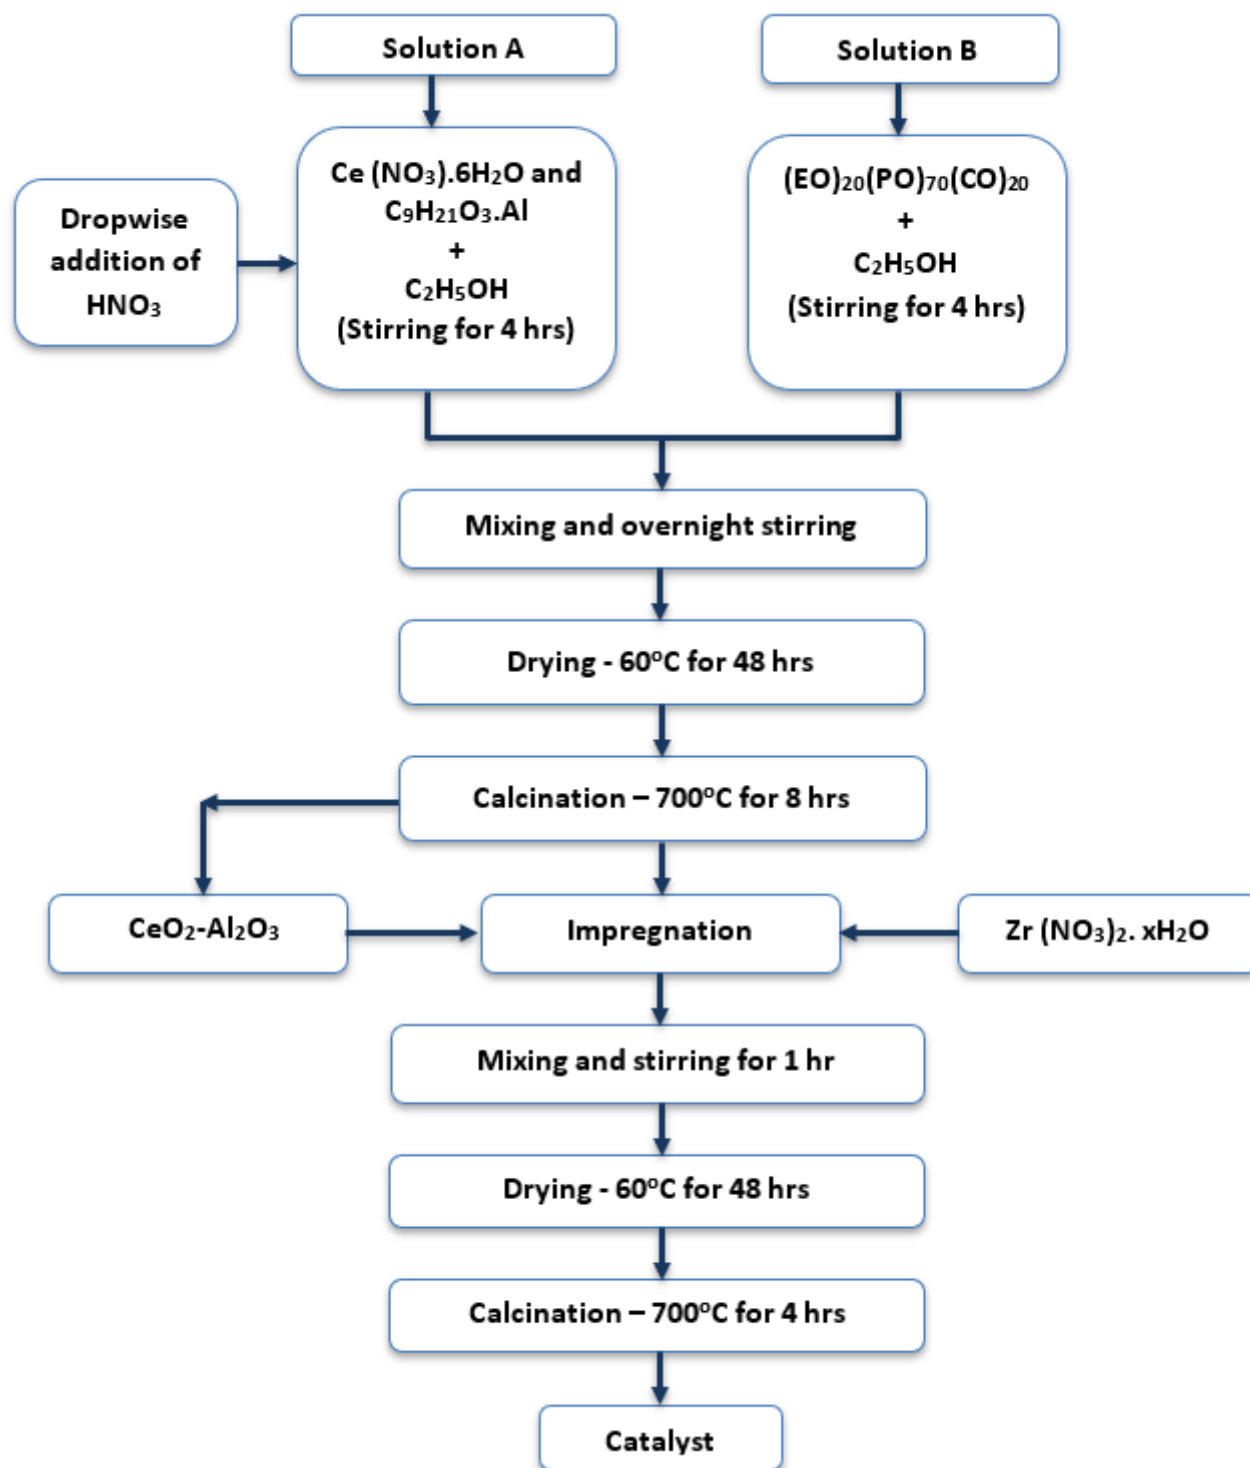 Solution A
Solution B
Dropwise
addition of
HNO₃
Ce (NO₃).6H₂O and
C₉H₂₁O₃.Al
+
C₂H₅OH
(Stirring for 4 hrs)
(EO)₂₀(PO)₇₀(CO)₂₀
+
C₂H₅OH
(Stirring for 4 hrs)
Mixing and overnight stirring
Drying - 60°C for 48 hrs
Calcination – 700°C for 8 hrs
CeO₂-Al₂O₃
Impregnation
Zr (NO₃)₂. xH₂O
Mixing and stirring for 1 hr
Drying - 60°C for 48 hrs
Calcination – 700°C for 4 hrs
Catalyst